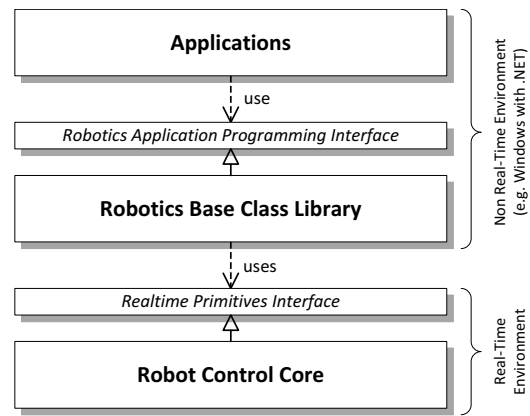 Applications
use
Robotics Application Programming Interface
Robotics Base Class Library
uses
Realtime Primitives Interface
Robot Control Core
Non Real-Time Environment
(e.g. Windows with .NET)
Real-Time
Environment